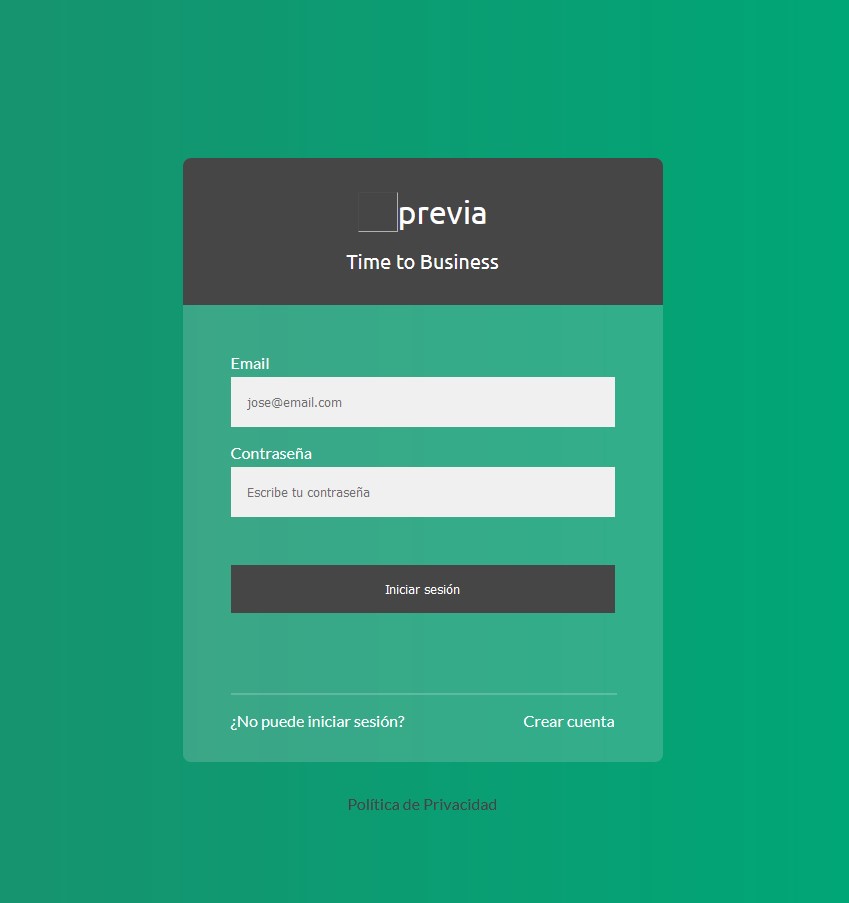 previa
Time to Business
Email
jose@email.com
Contraseña
Escribe tu contraseña
Iniciar sesión
¿No puede iniciar sesión? Crear cuenta
Política de Privacidad